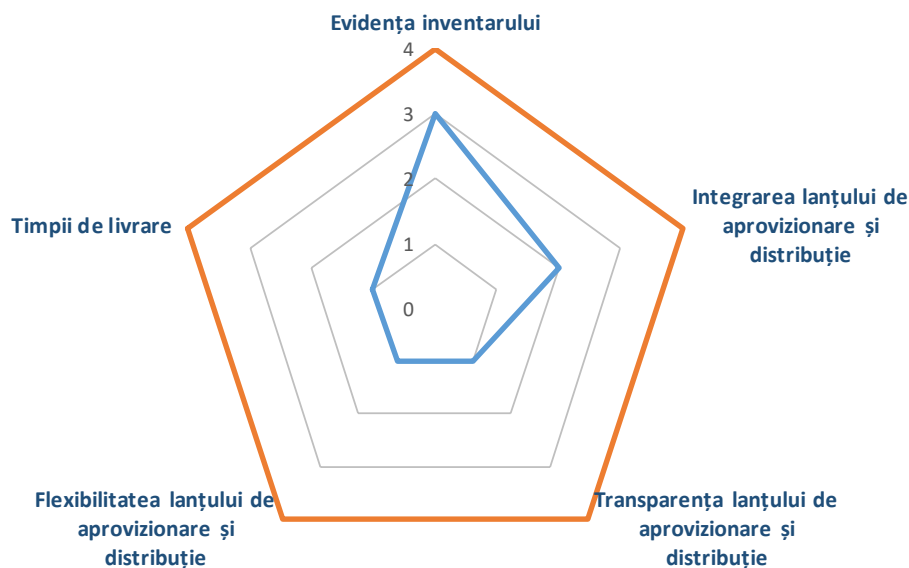 Evidența inventarului
4
3
2
1
0
Integrarea lanțului de
aprovizionare și
distribuție
Timpii de livrare
Flexibilitatea lanțului de
aprovizionare și
distribuție
Transparența lanțului de
aprovizionare și
distribuție